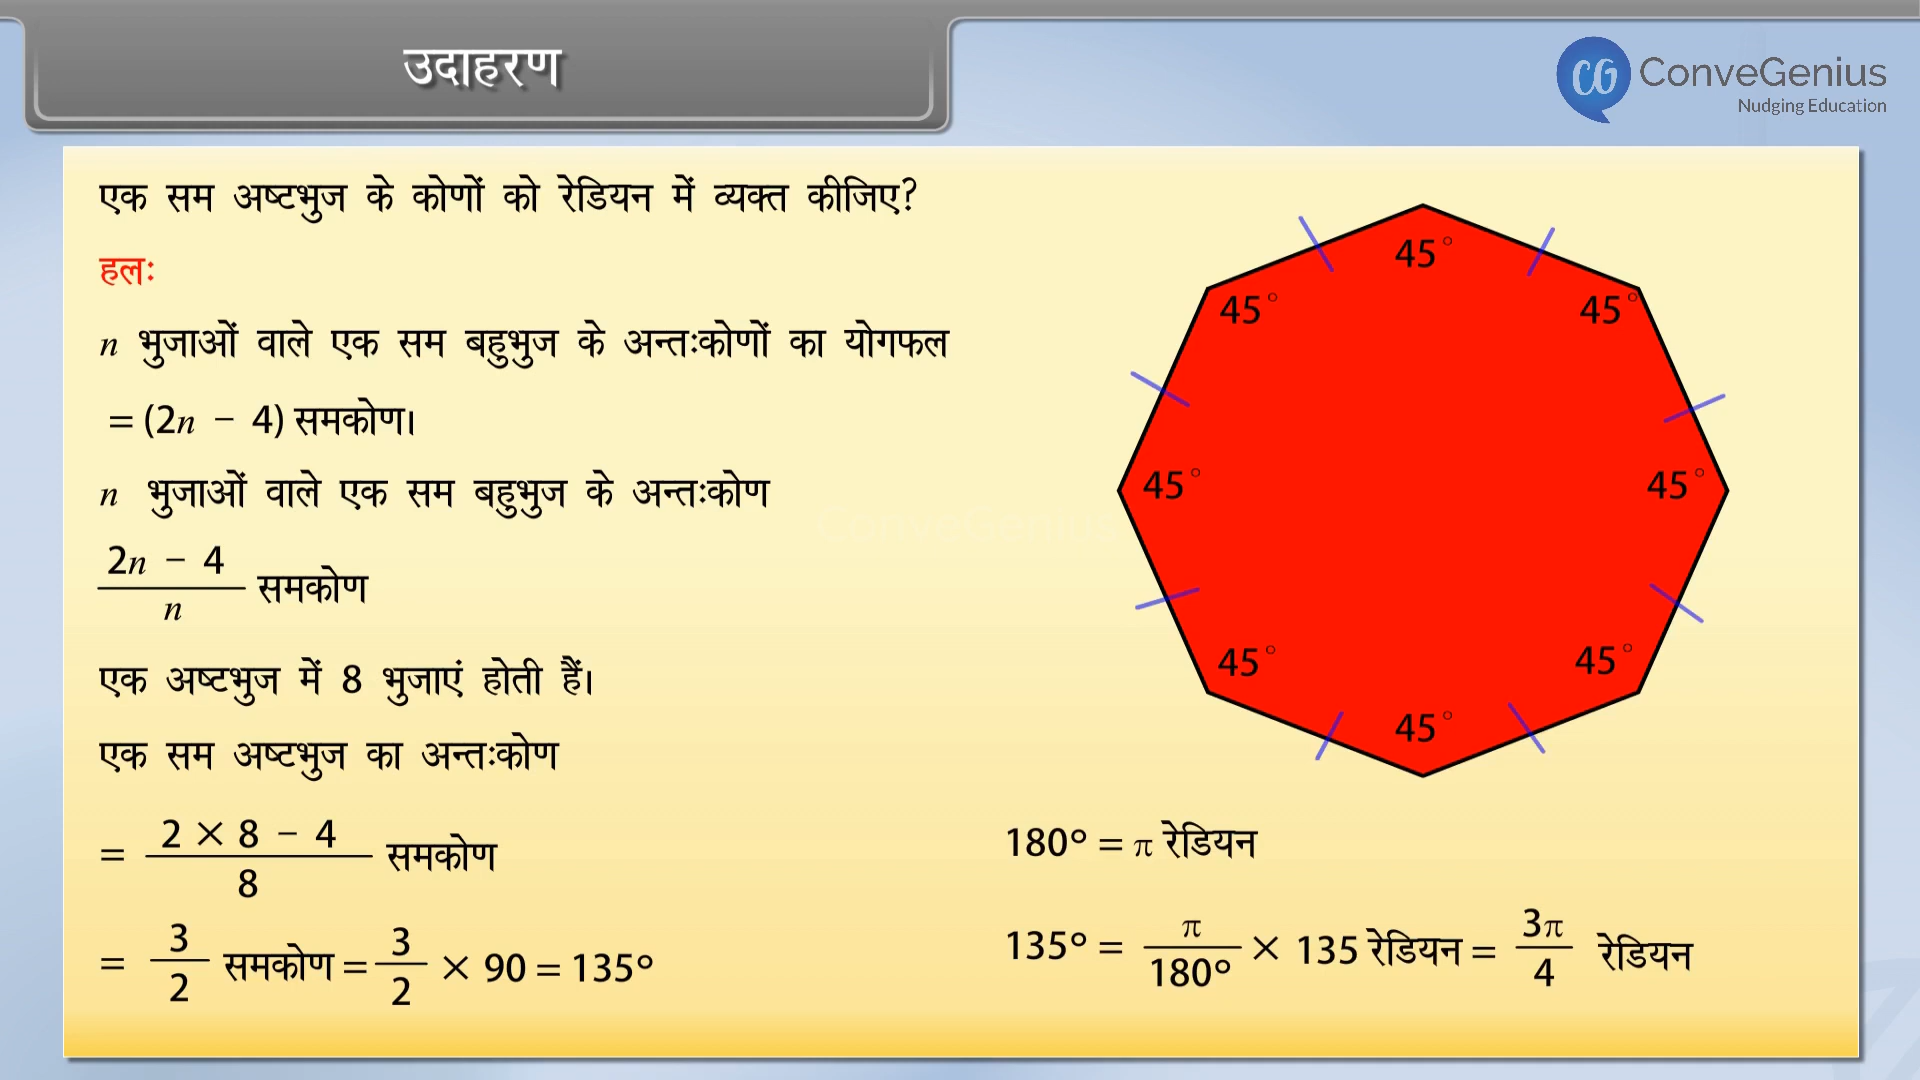 उदाहरण
CG ConveGenius
Nudging Education
एक सम अष्टभुज के कोणों को रेडियन में व्यक्त कीजिए?
हलः
n भुजाओं वाले एक सम बहुभुज के अन्तःकोणों का योगफल
= (2n − 4) समकोण।
n भुजाओं वाले एक सम बहुभुज के अन्तःकोण
2n − 4
n
समकोण
एक अष्टभुज में 8 भुजाएं होती हैं।
एक सम अष्टभुज का अन्तःकोण
= 2 × 8 − 4
8
समकोण
= 3
2
समकोण = 3
2
× 90 = 135°
45°
45° 45°
45° 45°
45° 45°
45°
ConveGenius
180° = π रेडियन
135° = π
180°
× 135 रेडियन = 3π
4
रेडियन